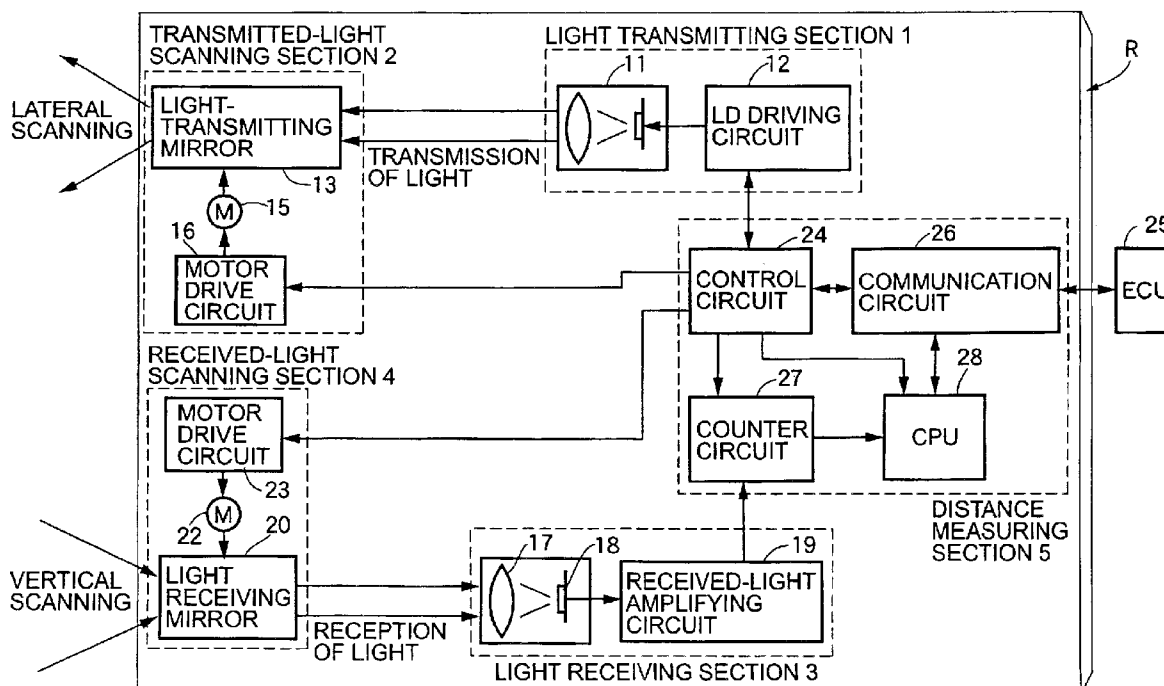 TRANSMITTED-LIGHT
SCANNING SECTION 2
LIGHT TRANSMITTING SECTION 1
R
11
12
LATERAL
SCANNING
LIGHT-
TRANSMITTING
MIRROR
LD DRIVING
CIRCUIT
TRANSMISSION
OF LIGHT
13
M
15
16
MOTOR
DRIVE
CIRCUIT
24
26
25
CONTROL
CIRCUIT
COMMUNICATION
CIRCUIT
ECU
RECEIVED-LIGHT
SCANNING SECTION 4
27
28
MOTOR
DRIVE
CIRCUIT
COUNTER
CIRCUIT
CPU
23
M
22
20
DISTANCE
MEASURING
SECTION 5
17
18
19
VERTICAL
SCANNING
LIGHT
RECEIVING
MIRROR
RECEIVED-LIGHT
AMPLIFYING
CIRCUIT
RECEPTION
OF LIGHT
LIGHT RECEIVING SECTION 3